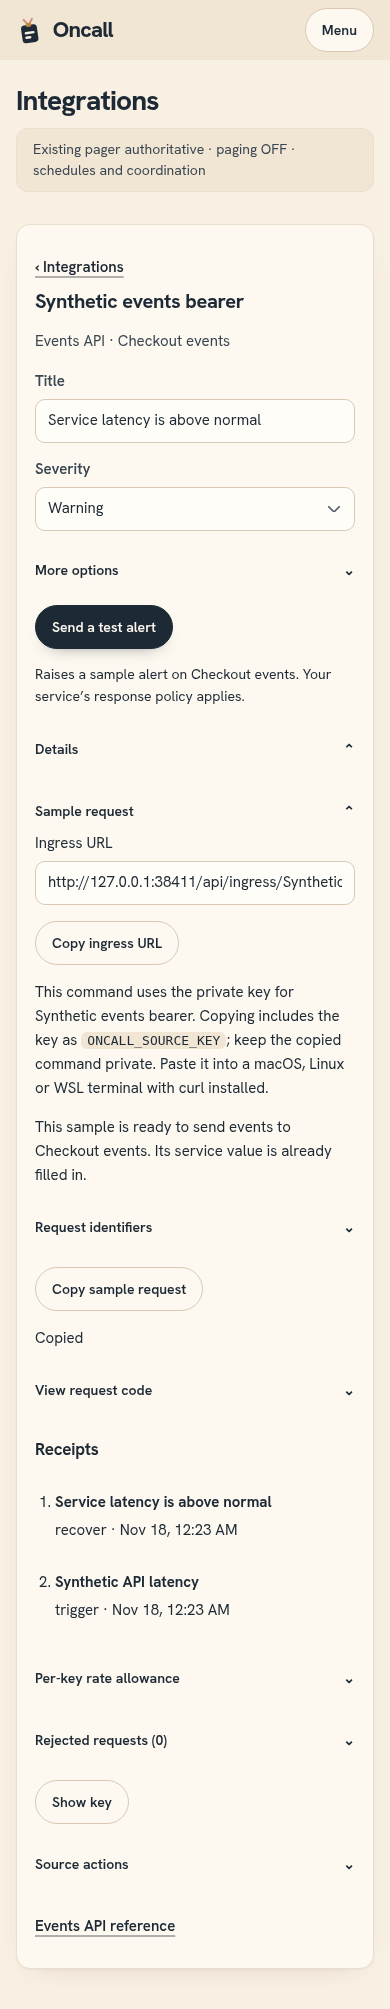 Oncall
Menu
Integrations
Existing pager authoritative · paging OFF ·
schedules and coordination
‹ Integrations
Synthetic events bearer
Events API · Checkout events
Title
Service latency is above normal
Severity
Warning
More options
Send a test alert
Raises a sample alert on Checkout events. Your
service’s response policy applies.
Details
Sample request
Ingress URL
http://127.0.0.1:38411/api/ingress/Synthetic
Copy ingress URL
This command uses the private key for
Synthetic events bearer. Copying includes the
key as ONCALL_SOURCE_KEY; keep the copied
command private. Paste it into a macOS, Linux
or WSL terminal with curl installed.
This sample is ready to send events to
Checkout events. Its service value is already
filled in.
Request identifiers
Copy sample request
Copied
View request code
Receipts
1. Service latency is above normal
recover · Nov 18, 12:23 AM
2. Synthetic API latency
trigger · Nov 18, 12:23 AM
Per-key rate allowance
Rejected requests (0)
Show key
Source actions
Events API reference